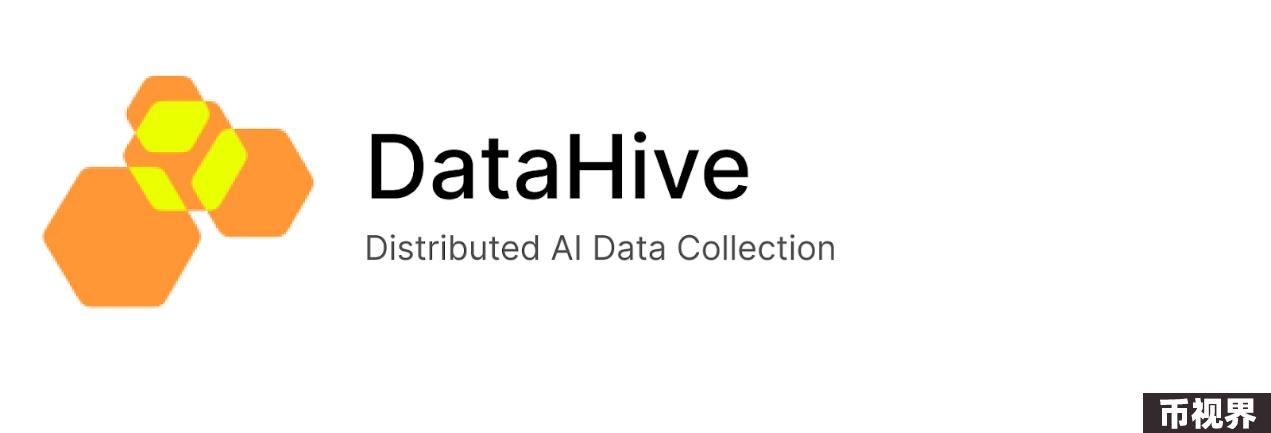 DataHive
Distributed AI Data Collection
币视界